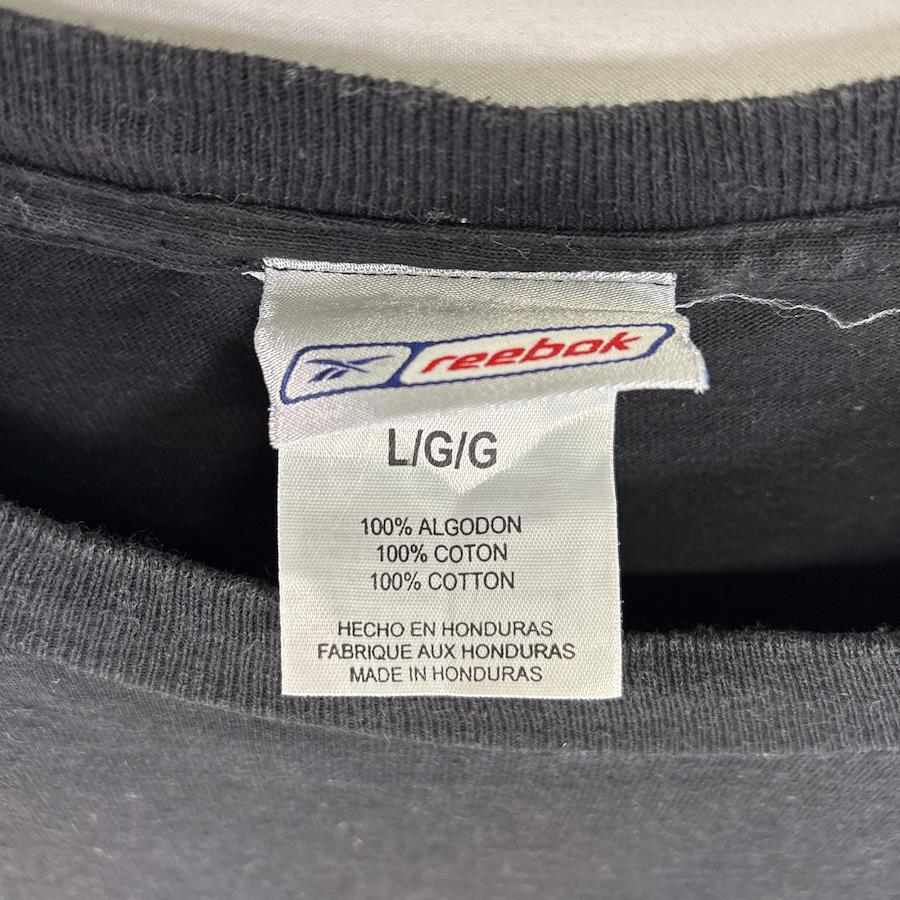 reebok
L/G/G
100% ALGODON
100% COTON
100% COTTON
HECHO EN HONDURAS
FABRIQUE AUX HONDURAS
MADE IN HONDURAS